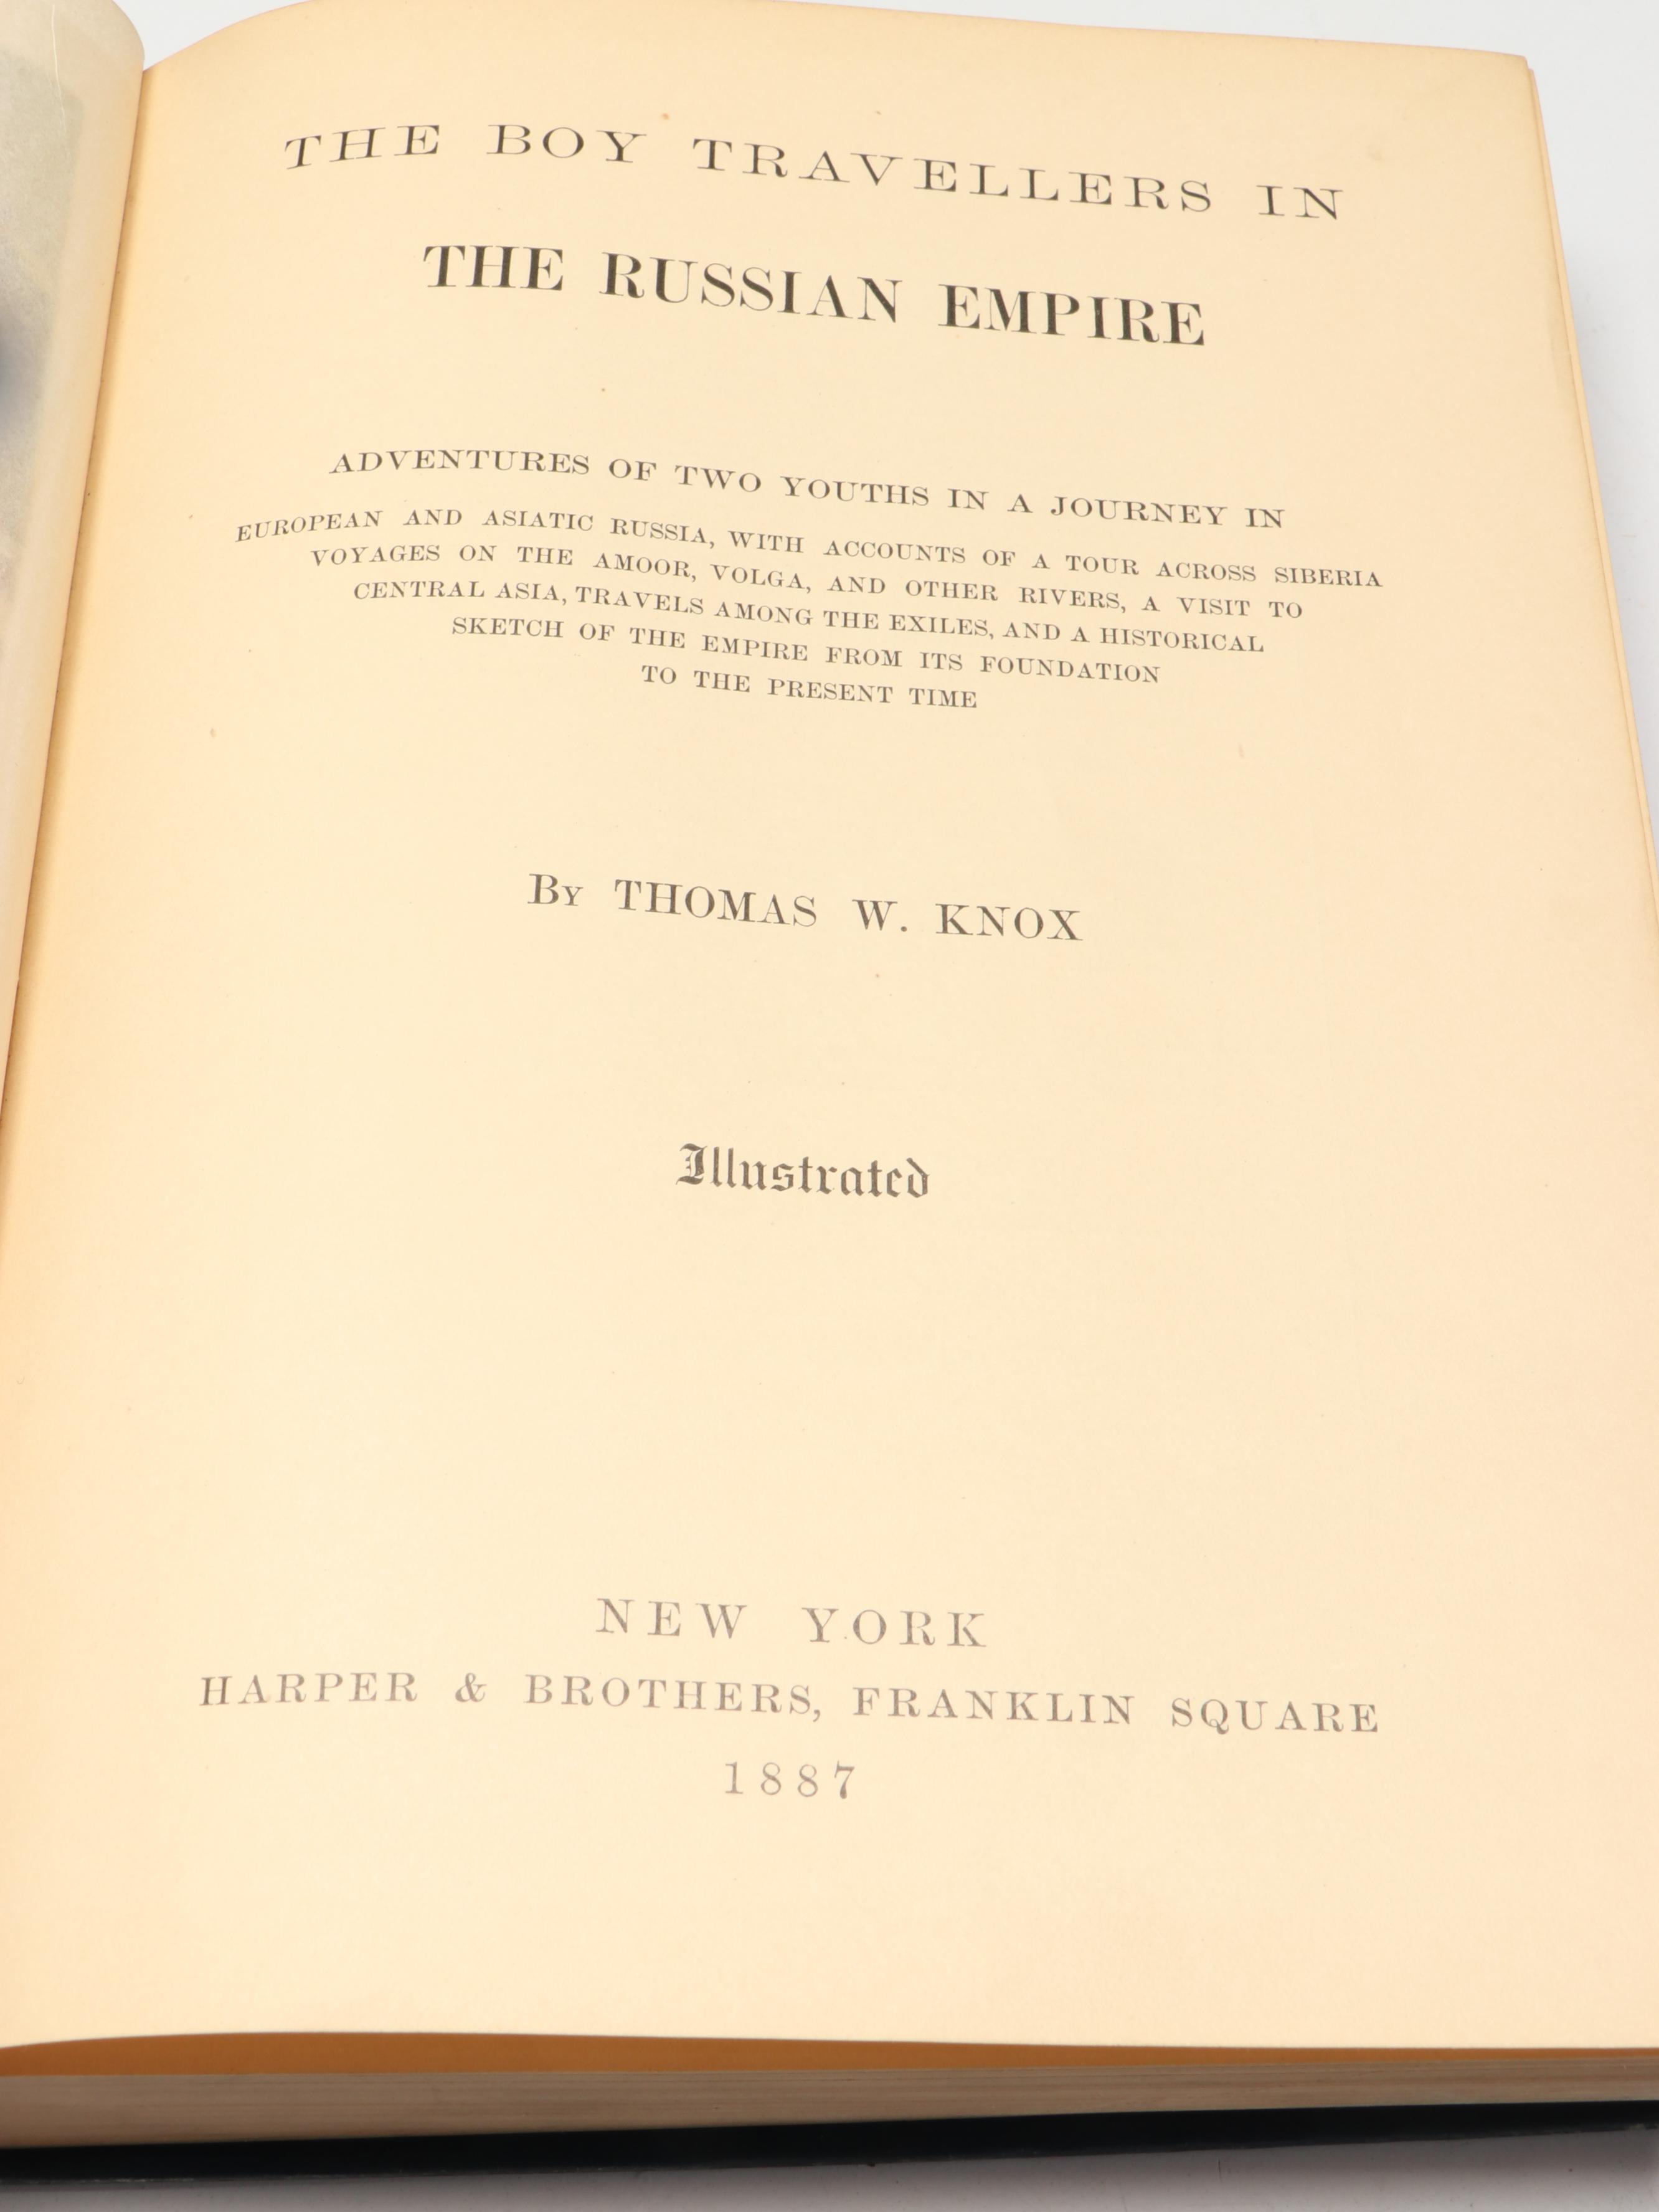 THE BOY TRAVELLERS IN
THE RUSSIAN EMPIRE
ADVENTURES OF TWO YOUTHS IN A JOURNEY IN
EUROPEAN AND ASIATIC RUSSIA, WITH ACCOUNTS OF A TOUR ACROSS SIBERIA
VOYAGES ON THE AMOOR, VOLGA, AND OTHER RIVERS, A VISIT TO
CENTRAL ASIA, TRAVELS AMONG THE EXILES, AND A HISTORICAL
SKETCH OF THE EMPIRE FROM ITS FOUNDATION
TO THE PRESENT TIME
By THOMAS W. KNOX
Illustrated
NEW YORK
HARPER & BROTHERS, FRANKLIN SQUARE
1887